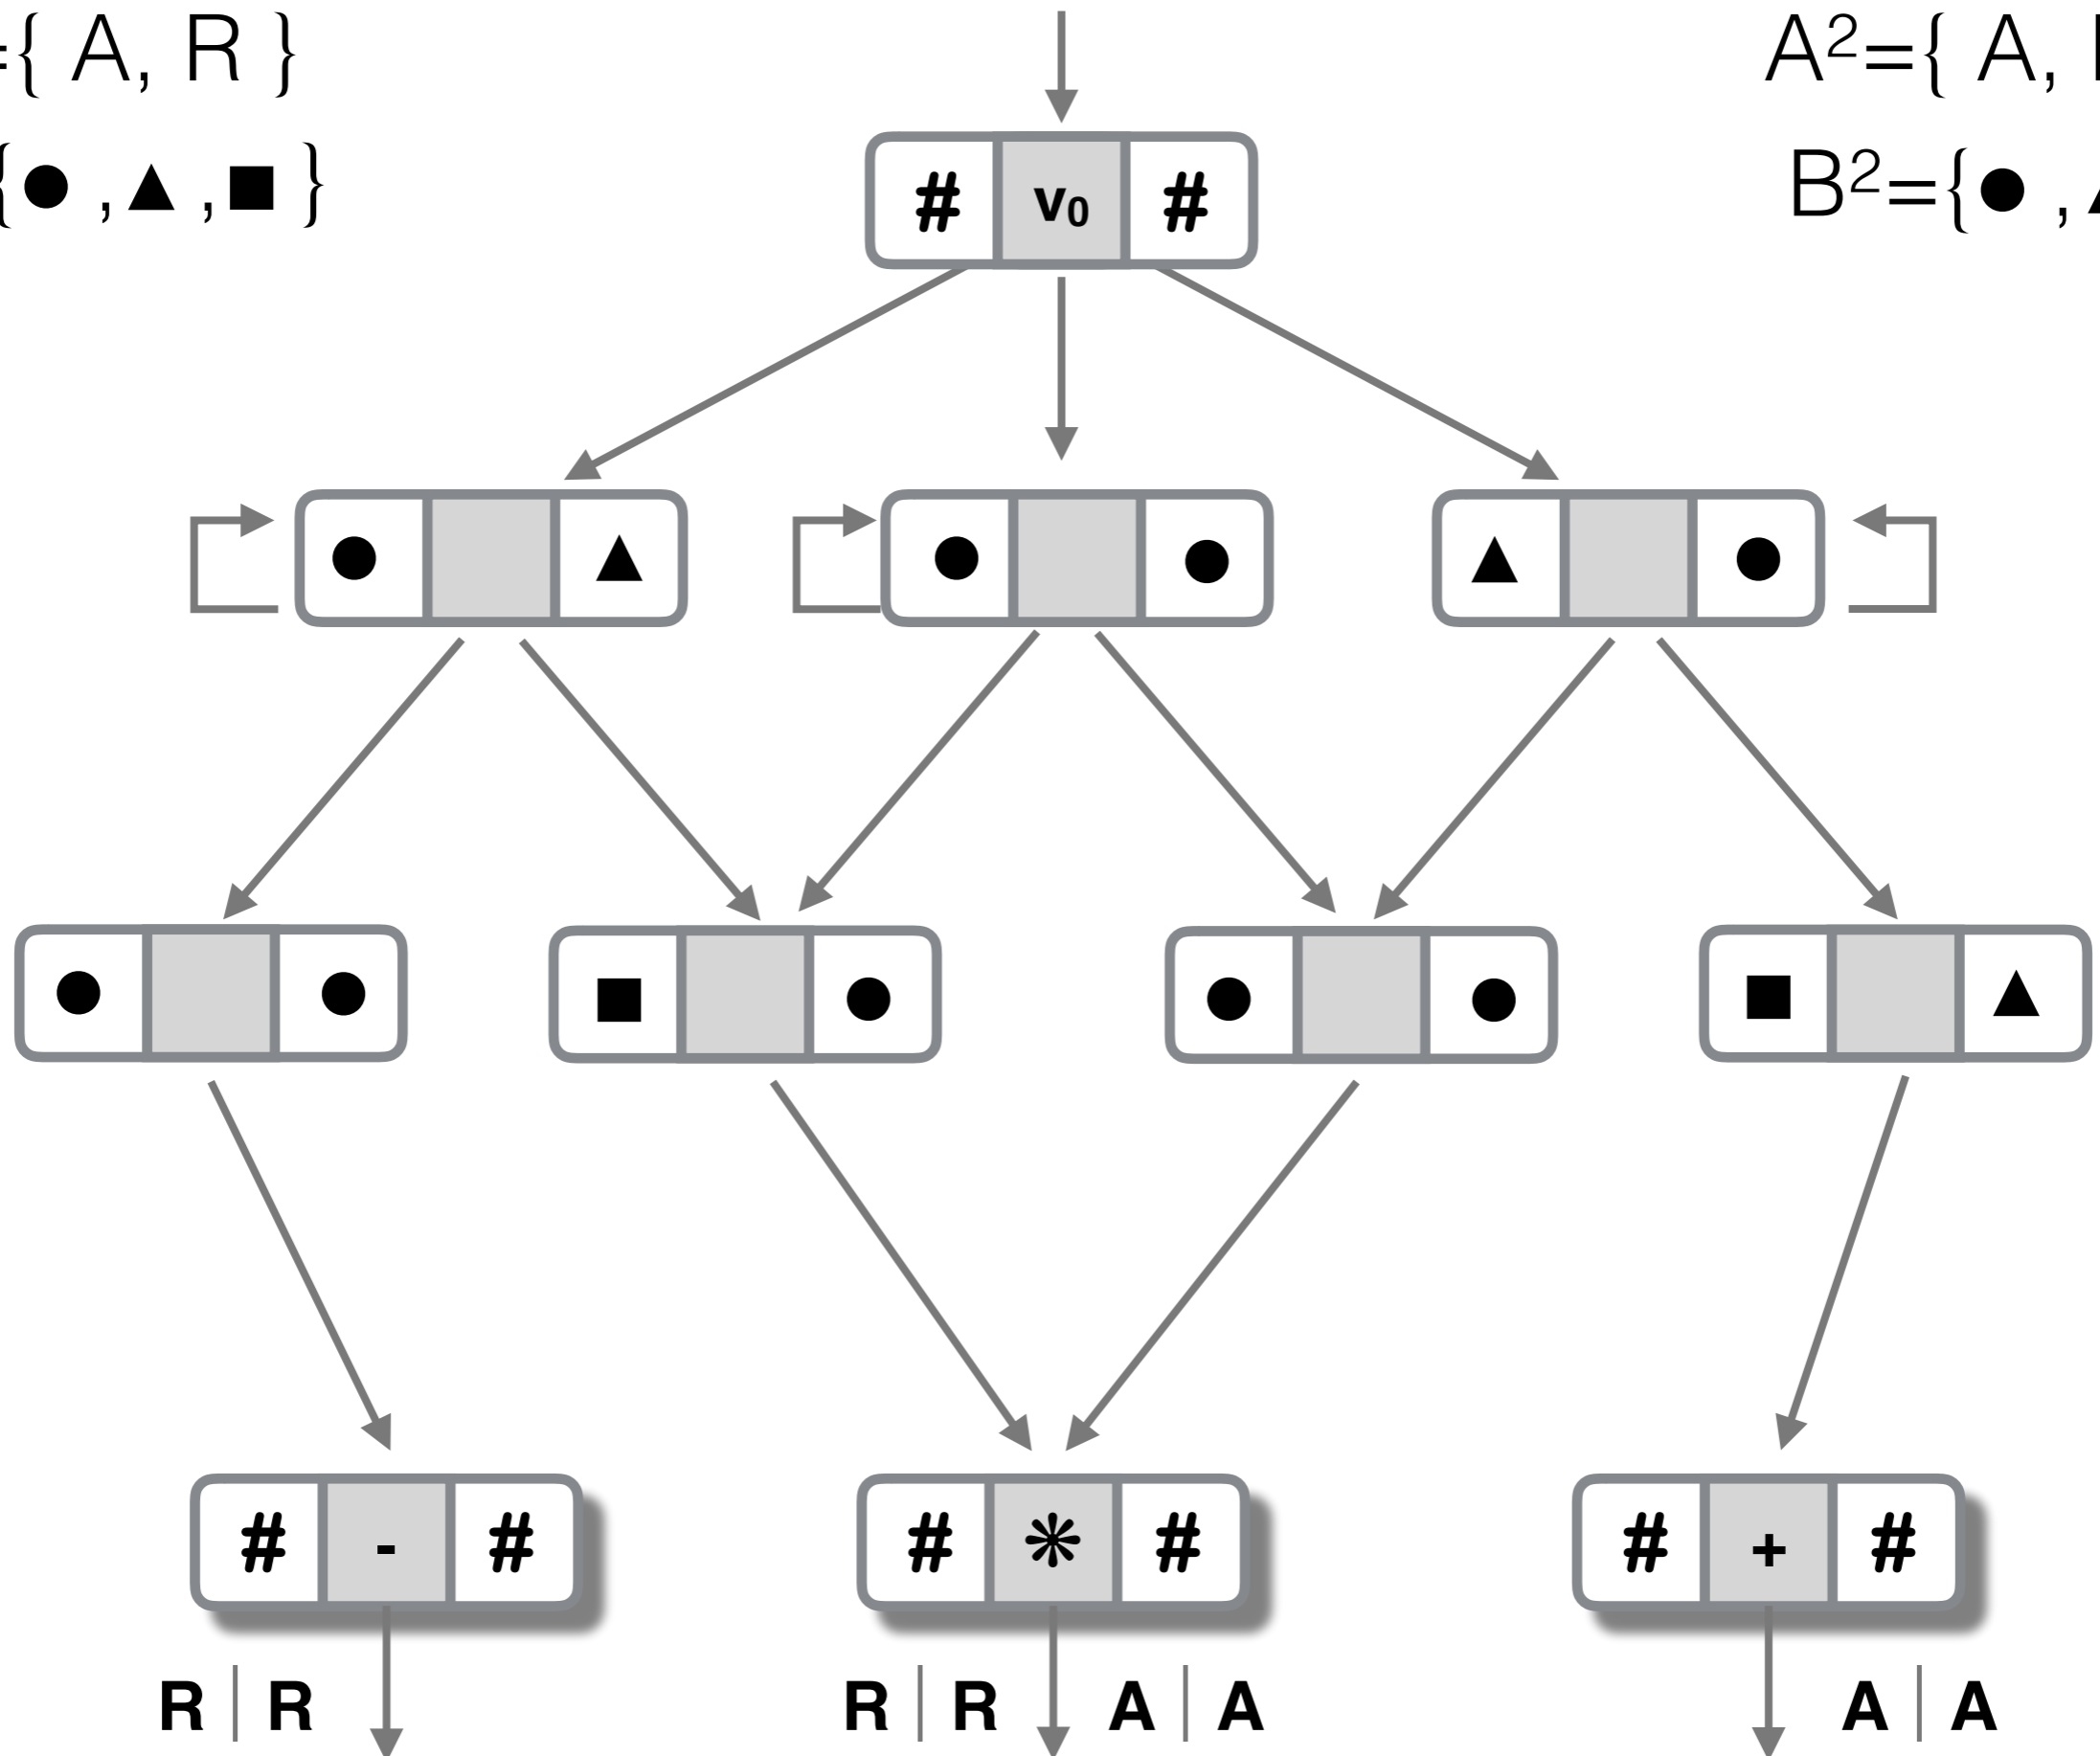 ={ A, R }
A²={ A,
{● ,▲ ,■ }
B²={● ,
# v₀ #
● ▲
● ●
▲ ●
● ●
■ ●
● ●
■ ▲
# - #
# * #
# + #
R | R
R | R
A | A
A | A